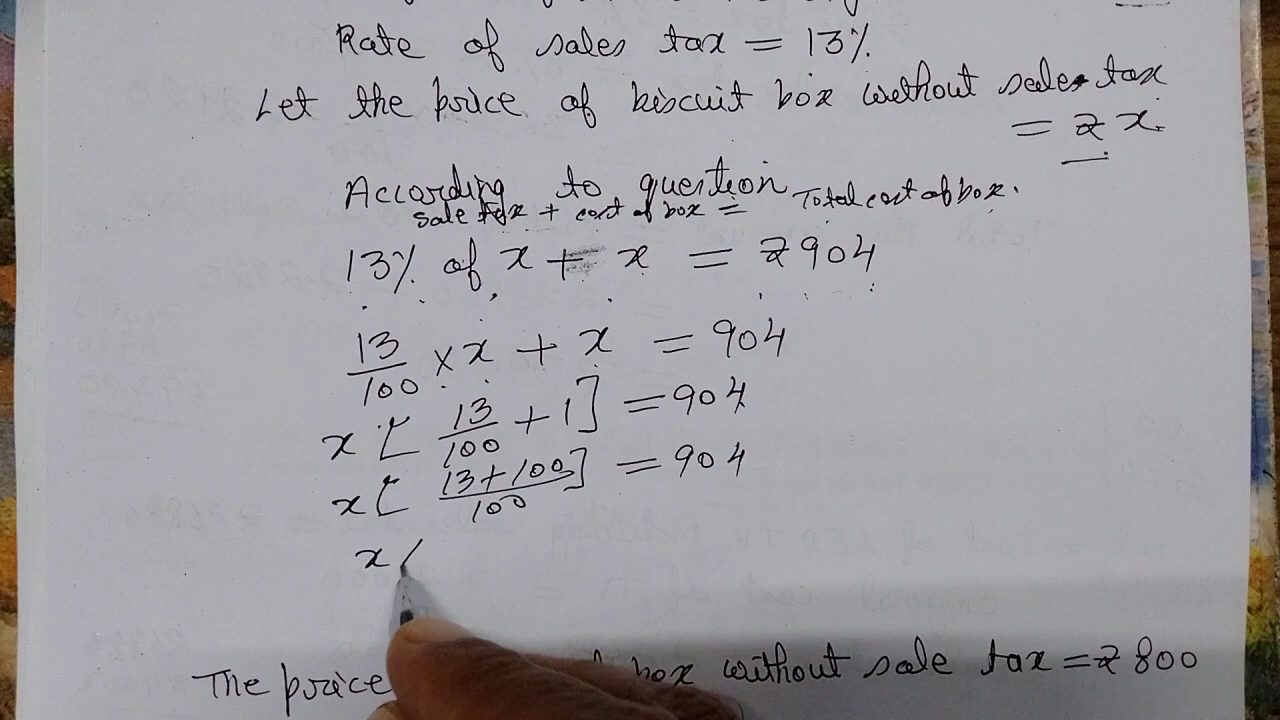 Rate of sales tax = 13%
Let the price of biscuit box without sales tax
= ₹ x.
According to question
sale tax + cost of box = Total cost of box.
13% of x + x = ₹904
13/100 × x + x = 904
x [ 13/100 + 1 ] = 904
x [ 13+100/100 ] = 904
x
The price box without sale tax = ₹800